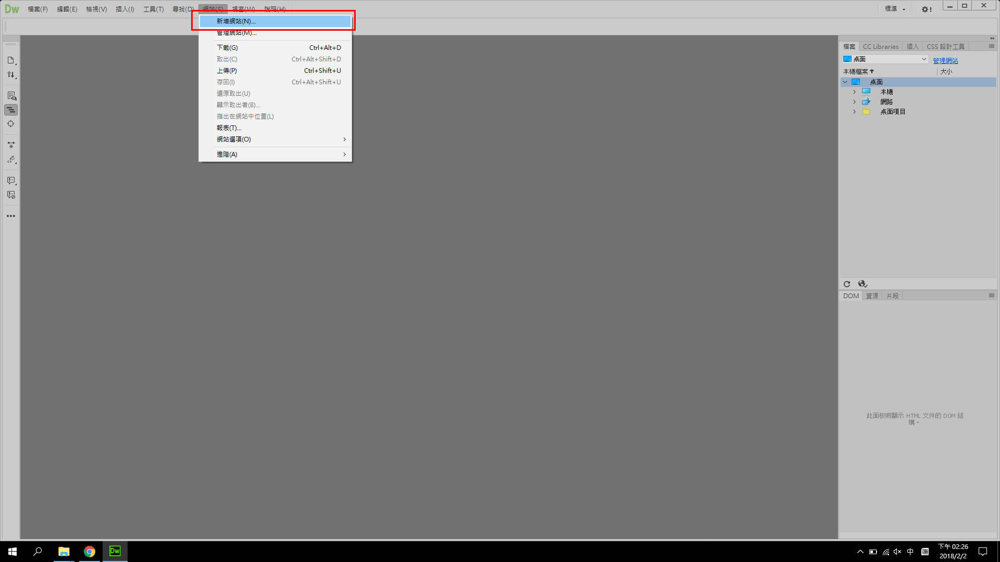 Dw 檔案(F) 編輯(E) 檢視(V) 插入(I) 工具(T) 尋找(D) 網站(S) 視窗(W) 說明(H) 標準
新增網站(N)...
管理網站(M)...
下載(G) Ctrl+Alt+D
取出(C) Ctrl+Alt+Shift+D
上傳(P) Ctrl+Shift+U
存回(I) Ctrl+Alt+Shift+U
還原取出(U)
顯示取出者(B)...
指出在網站中位置(L)
報表(T)...
網站選項(O)
進階(A)
檔案 CC Libraries 插入 CSS 設計工具
桌面 管理網站
本機檔案 大小
桌面
本機
網路
桌面項目
DOM 資源 片段
此面板將顯示 HTML 文件的 DOM 結
構。
Dw
中
下午 02:26
2018/2/2